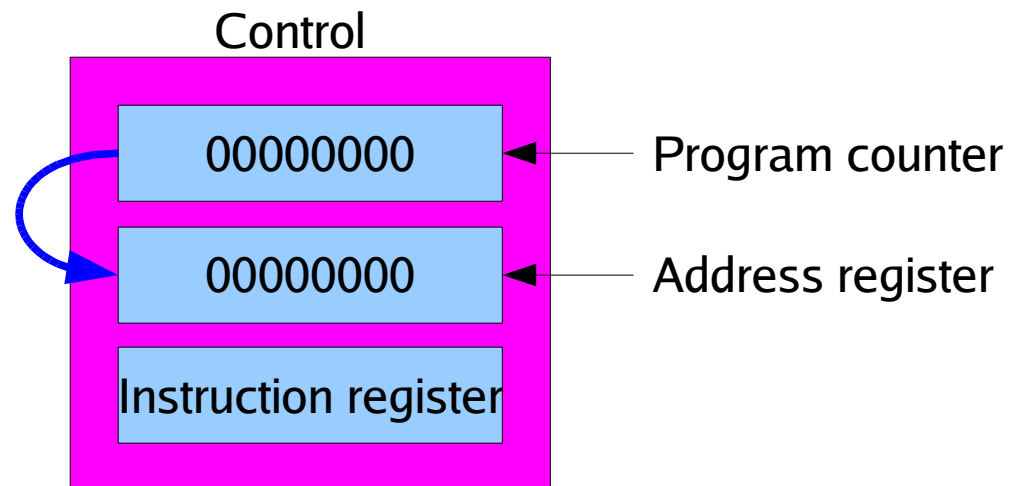 Control
00000000
Program counter
00000000
Address register
Instruction register